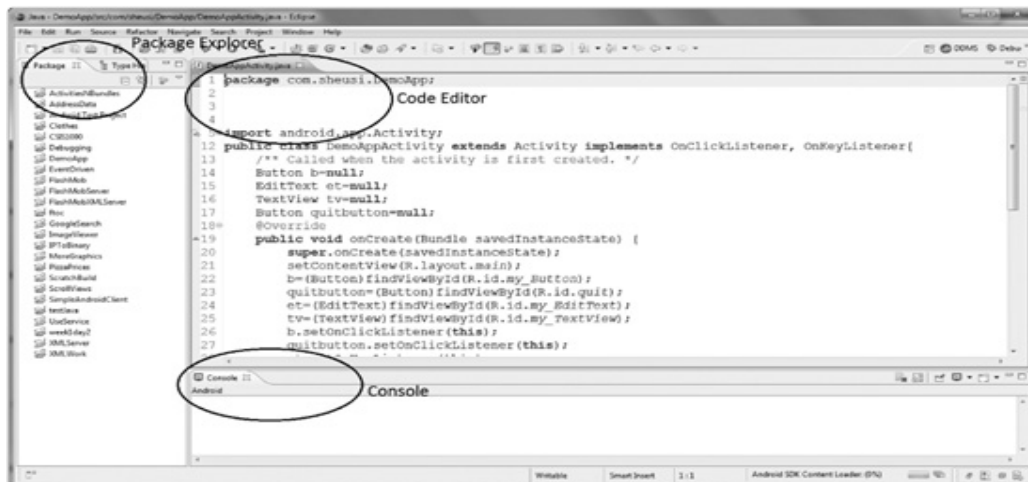 Java - DemoApp/src/com/sheusi/DemoApp/DemoAppActivity.java - Eclipse
File Edit Run Source Refactor Navigate Search Project Window Help
Package Explorer
DDMS Debu
Package Type Hie
DemoAppActivity.java
ActivitiesNBundles
AddressData
Android Test Project
Clothes
CSIS2000
Debugging
DemoApp
EventDriven
FlashMob
FlashMobServer
FlashMobXMLServer
GoogleSearch
ImageViewer
IPToBinary
MoreGraphics
PizzaPrices
ScratchBuild
ScrollViews
SimpleAndroidClient
testJava
UseService
week1day2
XMLServer
XMLWork
Code Editor
1 package com.sheusi.DemoApp;
2
3
4
5 import android.app.Activity;
12 public class DemoAppActivity extends Activity implements OnClickListener, OnKeyListener{
13 /** Called when the activity is first created. */
14 Button b=null;
15 EditText et=null;
16 TextView tv=null;
17 Button quitbutton=null;
18 @Override
19 public void onCreate(Bundle savedInstanceState) {
20 super.onCreate(savedInstanceState);
21 setContentView(R.layout.main);
22 b=(Button)findViewById(R.id.my_Button);
23 quitbutton=(Button)findViewById(R.id.quit);
24 et=(EditText)findViewById(R.id.my_EditText);
25 tv=(TextView)findViewById(R.id.my_TextView);
26 b.setOnClickListener(this);
27 quitbutton.setOnClickListener(this);
Console
Console
Android
Writable Smart Insert 1:1 Android SDK Content Loader: (0%)